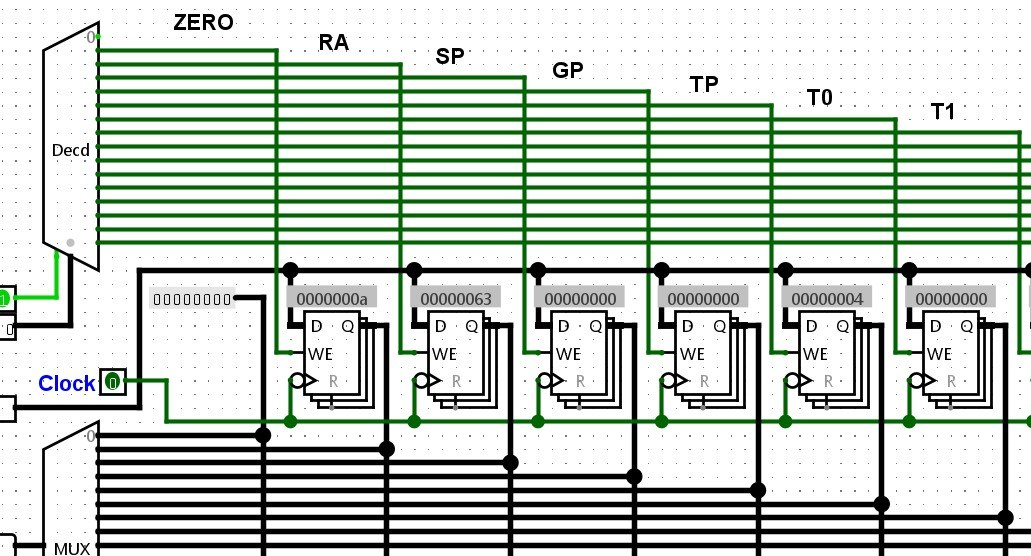 ZERO
RA
SP
GP
TP
T0
T1
0
Decd
1
0
00000000
0000000a
00000063
00000000
00000000
00000004
00000000
D Q
WE
R
D Q
WE
R
D Q
WE
R
D Q
WE
R
D Q
WE
R
D Q
WE
R
Clock
0
0
MUX